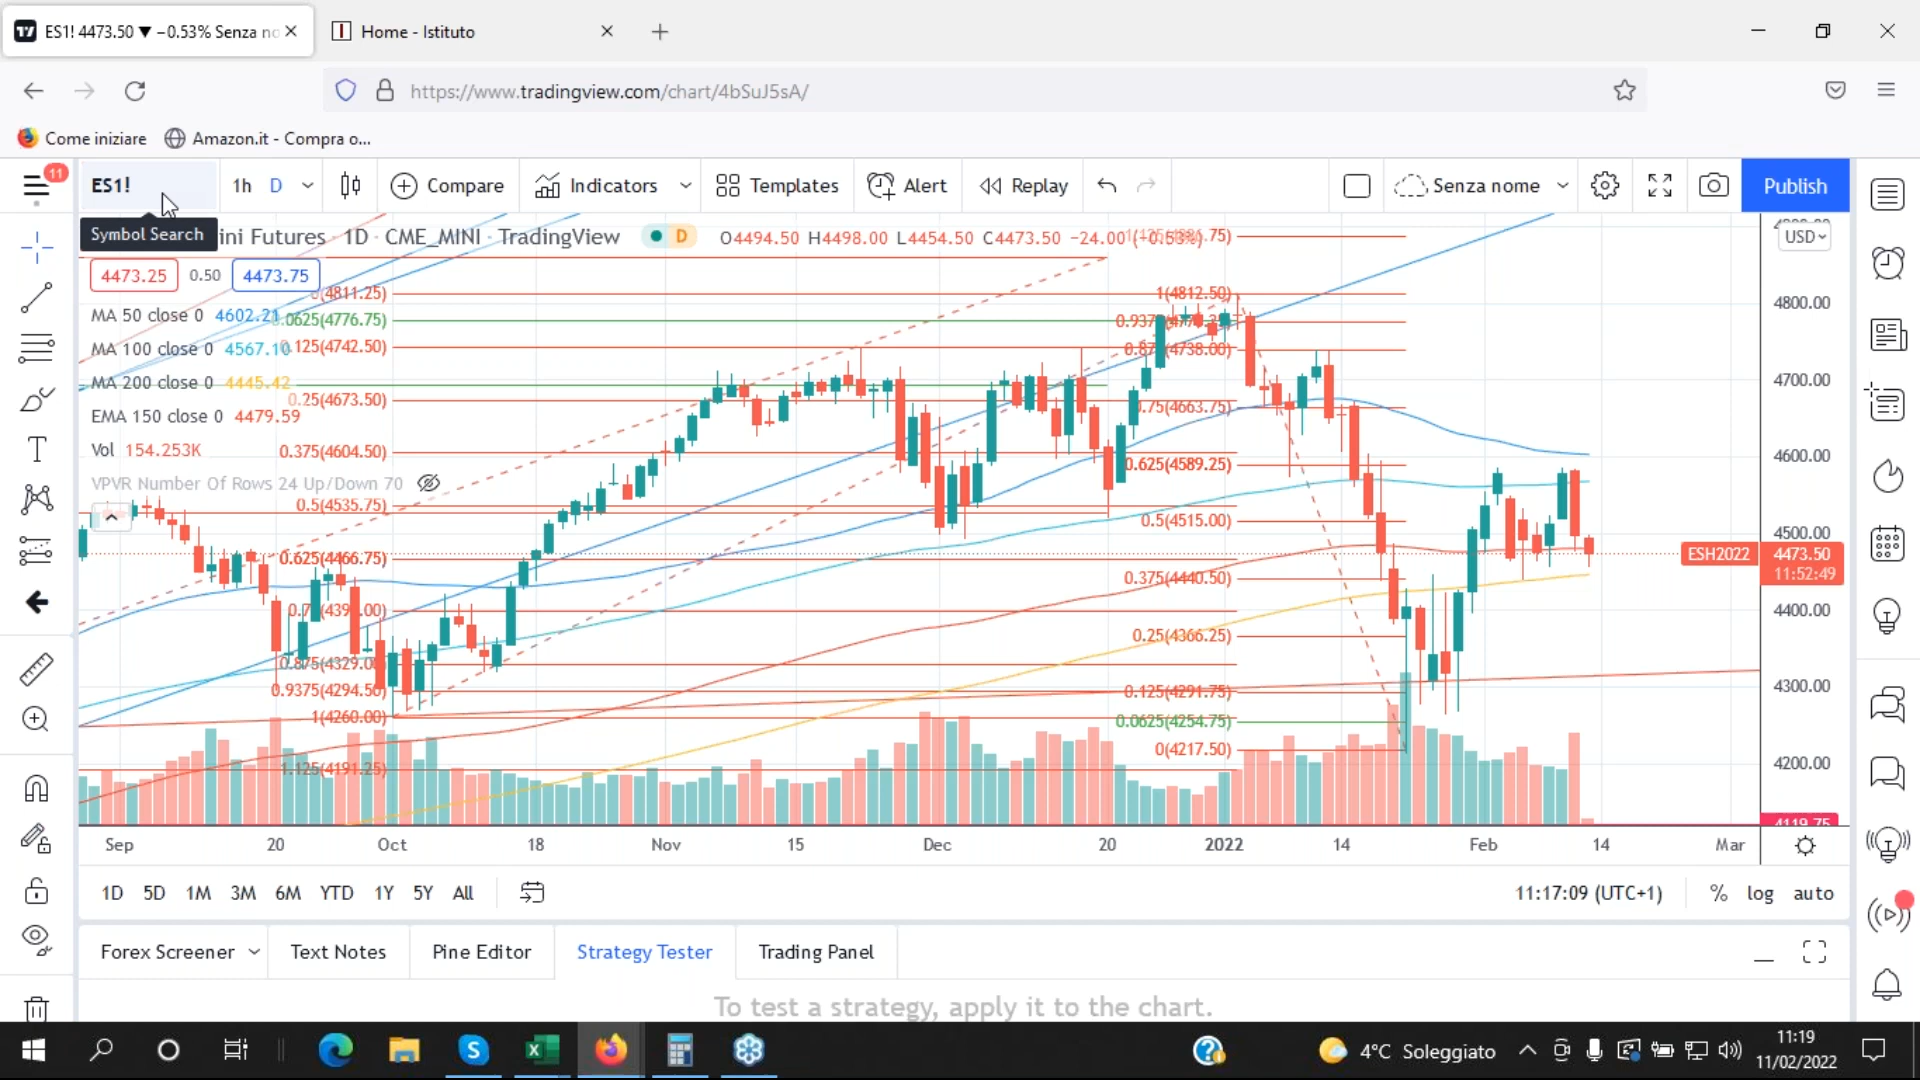 ES1! 4473.50 ▼ −0.53% Senza no
Home - Istituto
https://www.tradingview.com/chart/4bSuJ5sA/
Come iniziare
Amazon.it - Compra o...
11
ES1!
1h
D
Compare
Indicators
Templates
Alert
Replay
Senza nome
Publish
Symbol Search
ini Futures · 1D · CME_MINI · TradingView
D
O4494.50 H4498.00 L4454.50 C4473.50 −24.00
USD
4473.25
0.50
4473.75
0(4811.25)
1(4812.50)
4800.00
MA 50 close 0 4602.21
0.0625(4776.75)
MA 100 close 0 4567.10
0.125(4742.50)
0.875(4738.00)
MA 200 close 0 4445.42
4700.00
0.25(4673.50)
0.75(4663.75)
EMA 150 close 0 4479.59
Vol 154.253K
0.375(4604.50)
4600.00
0.625(4589.25)
VPVR Number Of Rows 24 Up/Down 70
0.5(4535.75)
0.5(4515.00)
4500.00
0.625(4466.75)
ESH2022
4473.50
11:52:49
0.375(4440.50)
4400.00
0.25(4366.25)
0.875(4329.00)
0.9375(4294.50)
0.125(4291.75)
4300.00
1(4260.00)
0.0625(4254.75)
0(4217.50)
4200.00
1.125(4191.25)
4119.75
Sep
20
Oct
18
Nov
15
Dec
20
2022
14
Feb
14
Mar
1D
5D
1M
3M
6M
YTD
1Y
5Y
All
11:17:09 (UTC+1)
%
log
auto
Forex Screener
Text Notes
Pine Editor
Strategy Tester
Trading Panel
To test a strategy, apply it to the chart.
4°C Soleggiato
11:19
11/02/2022